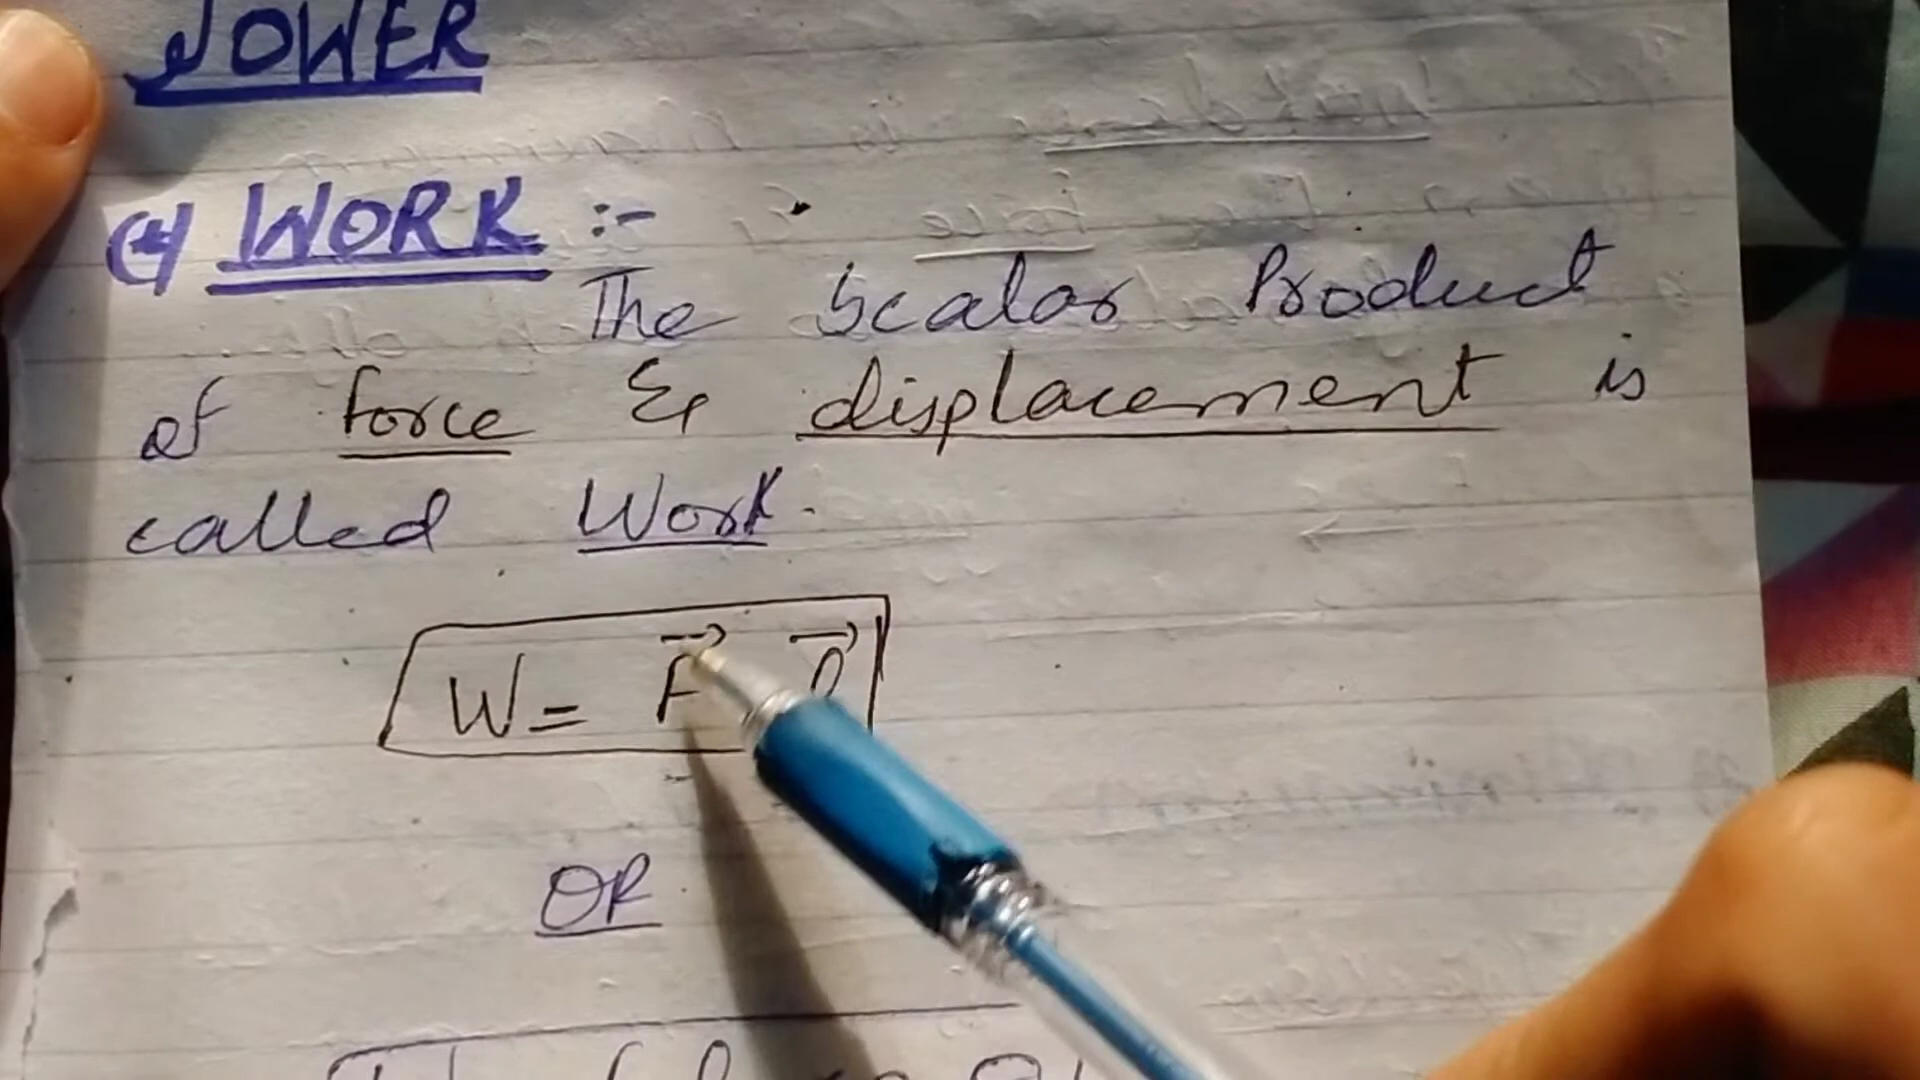 POWER
(*) WORK :-
The Scalar Product
of force & displacement is
called Work.
W = F⃗ . l⃗
OR